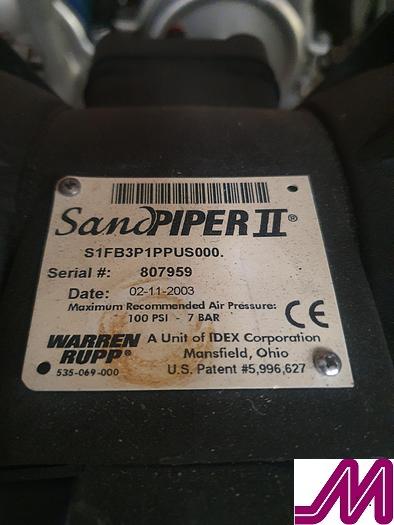 SandPIPER II®
S1FB3P1PPUS000.
Serial #: 807959
Date: 02-11-2003
Maximum Recommended Air Pressure:
100 PSI - 7 BAR
CE
WARREN RUPP®
A Unit of IDEX Corporation
Mansfield, Ohio
535-069-000
U.S. Patent #5,996,627
M